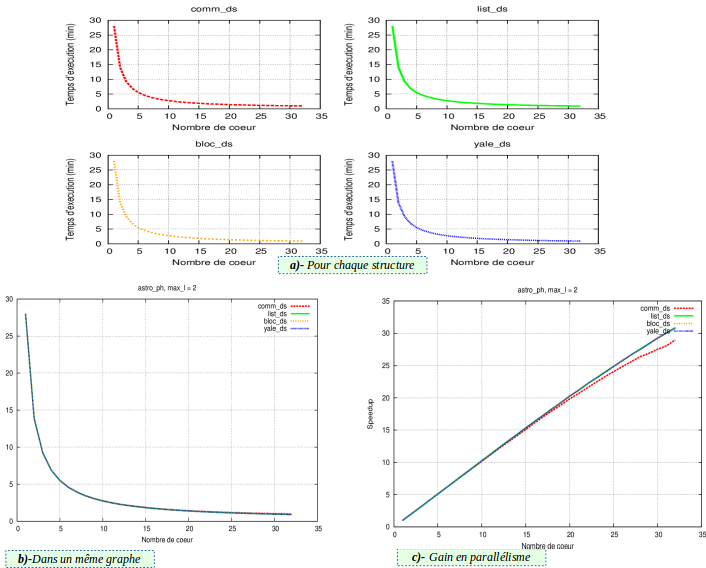 comm_ds
list_ds
Temps d'execution (min)
30
25
20
15
10
5
0
0 5 10 15 20 25 30 35
Nombre de coeur
Temps d'execution (min)
30
25
20
15
10
5
0
0 5 10 15 20 25 30 35
Nombre de coeur
bloc_ds
yale_ds
Temps d'execution (min)
30
25
20
15
10
5
0
0 5 10 15 20 25 30 35
Nombre de coeur
Temps d'execution (min)
30
25
20
15
10
5
0
0 5 10 15 20 25 30 35
Nombre de coeur
a)- Pour chaque structure
astro_ph, max_l = 2
30
25
20
15
10
5
0
0 5 10 15 20 25 30 35
Nombre de coeur
comm_ds
list_ds
bloc_ds
yale_ds
b)-Dans un même graphe
astro_ph, max_l = 2
Speedup
35
30
25
20
15
10
5
0
0 5 10 15 20 25 30 35
Nombre de coeur
comm_ds
list_ds
bloc_ds
yale_ds
c)- Gain en parallélisme